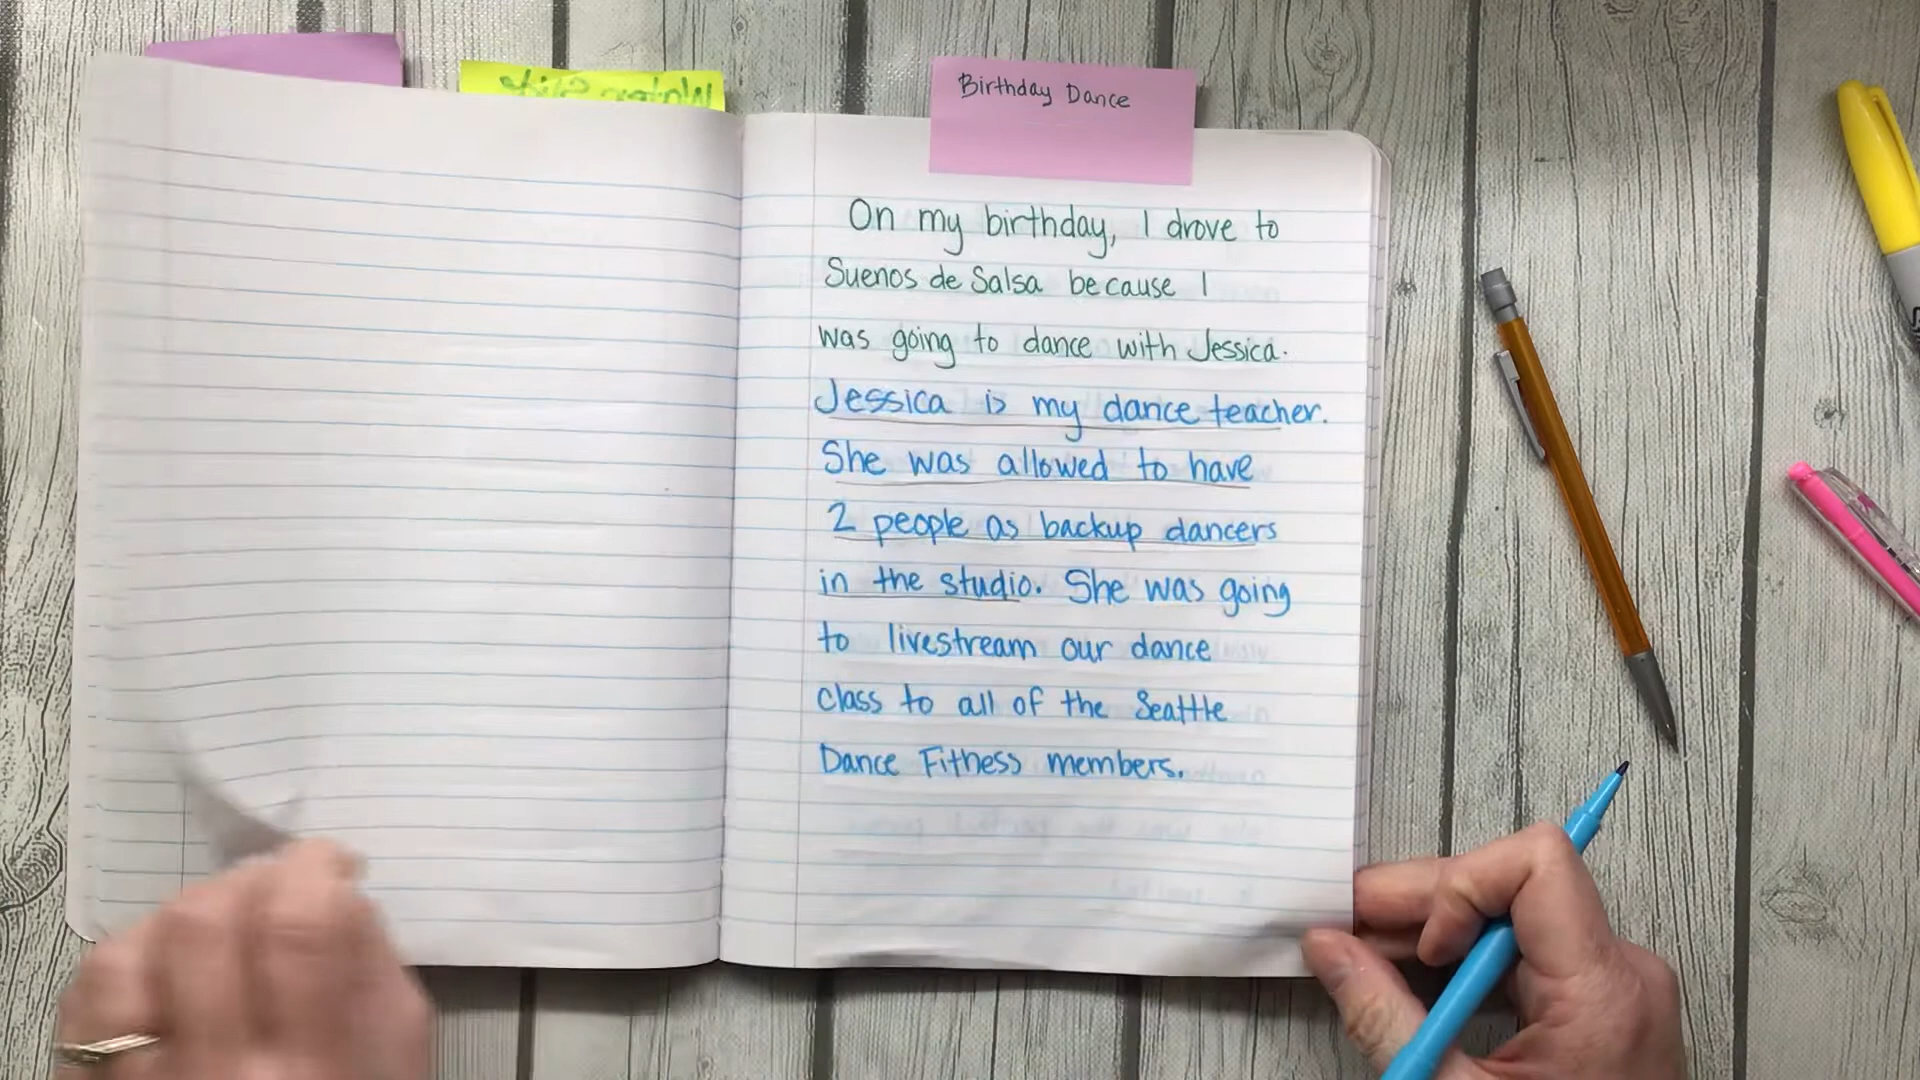 Birthday Dance
On my birthday, I drove to
Suenos de Salsa because I
was going to dance with Jessica.
Jessica is my dance teacher.
She was allowed to have
2 people as backup dancers
in the studio. She was going
to livestream our dance
class to all of the Seattle
Dance Fitness members.